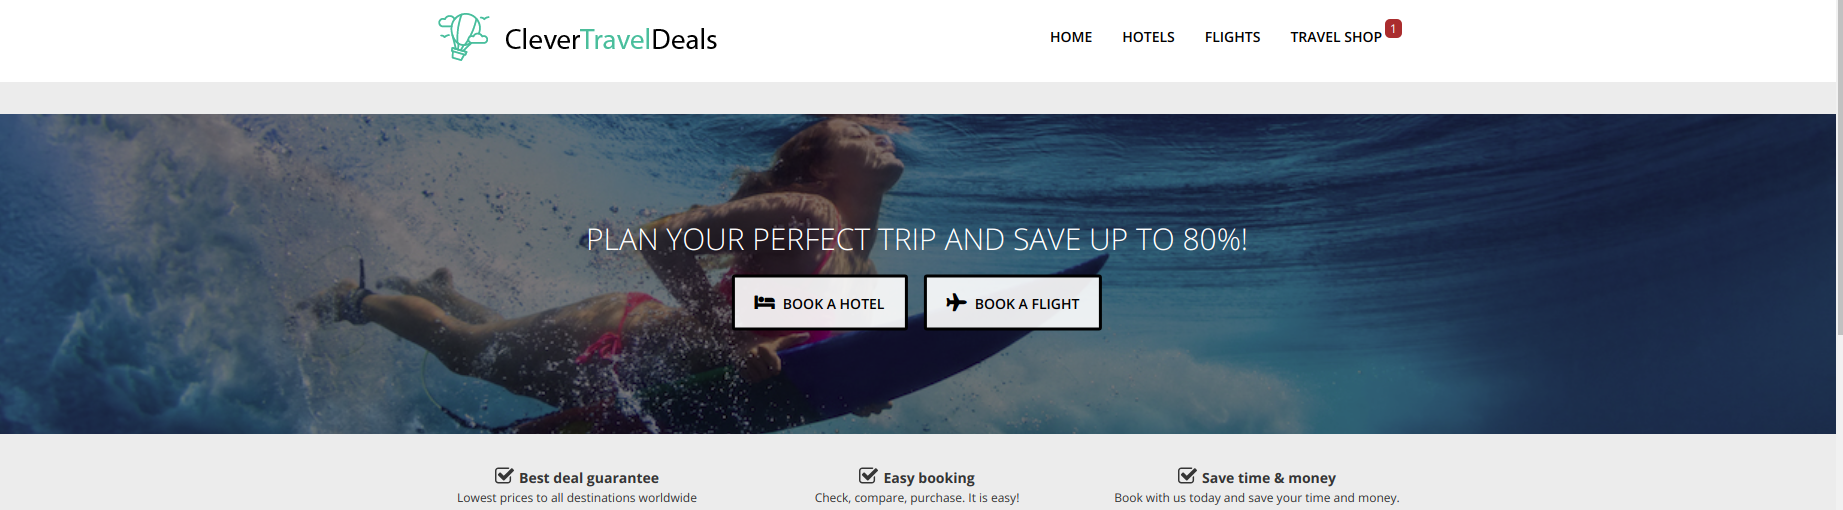 CleverTravelDeals
HOME HOTELS FLIGHTS TRAVEL SHOP 1
PLAN YOUR PERFECT TRIP AND SAVE UP TO 80%!
BOOK A HOTEL BOOK A FLIGHT
Best deal guarantee
Lowest prices to all destinations worldwide
Easy booking
Check, compare, purchase. It is easy!
Save time & money
Book with us today and save your time and money.